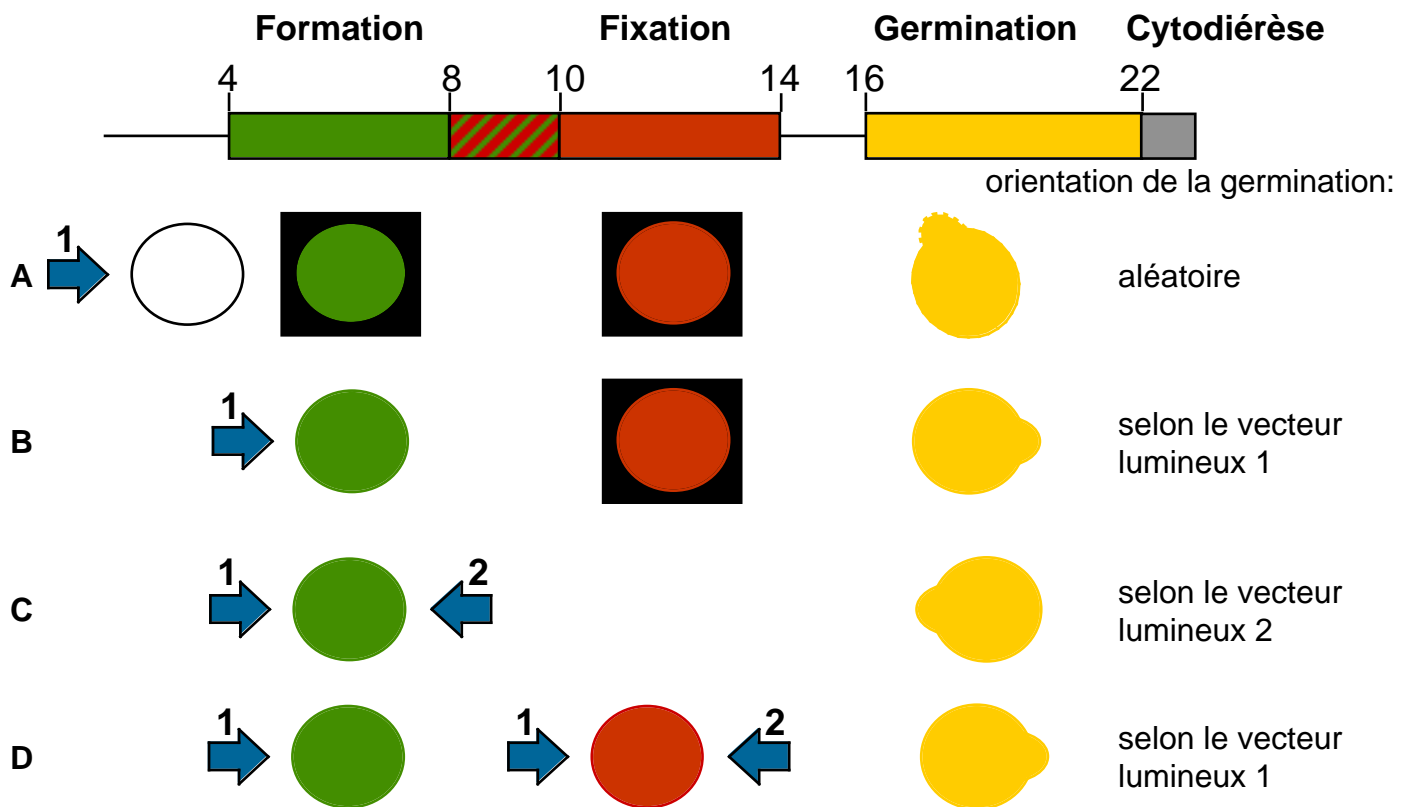 Formation Fixation Germination Cytodiérèse
4 8 10 14 16 22
orientation de la germination:
1
A aléatoire
1
B selon le vecteur
lumineux 1
1 2
C selon le vecteur
lumineux 2
1 1 2
D selon le vecteur
lumineux 1